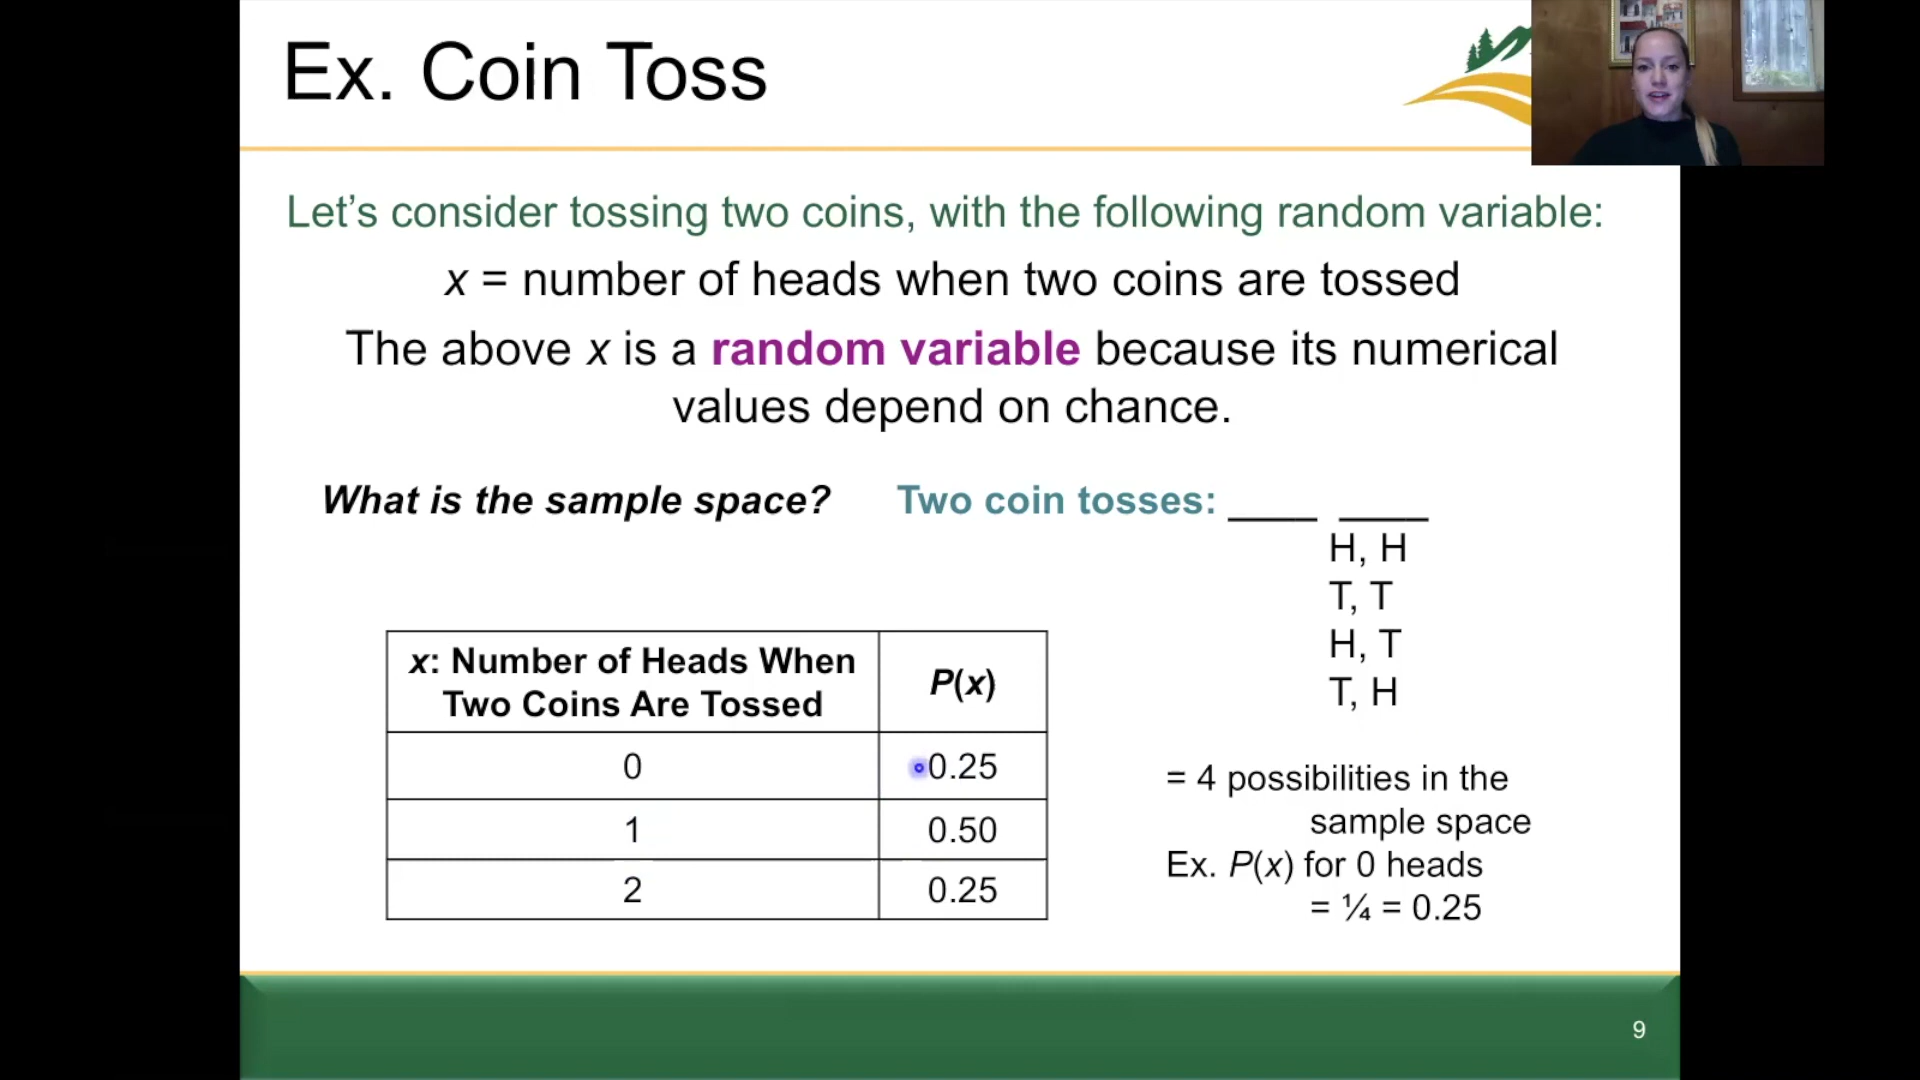 Ex. Coin Toss
Let’s consider tossing two coins, with the following random variable:
x = number of heads when two coins are tossed
The above x is a random variable because its numerical
values depend on chance.
What is the sample space? Two coin tosses: ____ ____
H, H
T, T
H, T
T, H
x: Number of Heads When
Two Coins Are Tossed
P(x)
0 0.25
1 0.50
2 0.25
= 4 possibilities in the
sample space
Ex. P(x) for 0 heads
= ¼ = 0.25
9